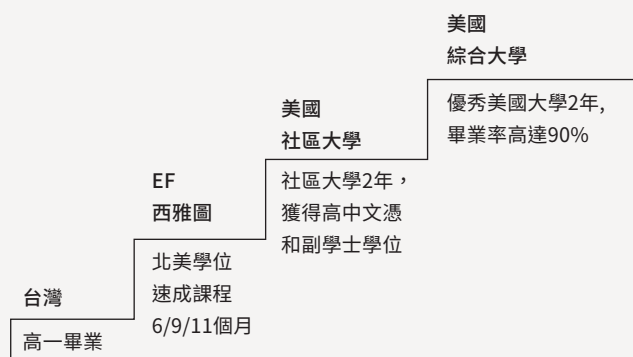 台灣
高一畢業
EF
西雅圖
北美學位
速成課程
6/9/11個月
美國
社區大學
社區大學2年，
獲得高中文憑
和副學士學位
美國
綜合大學
優秀美國大學2年,
畢業率高達90%